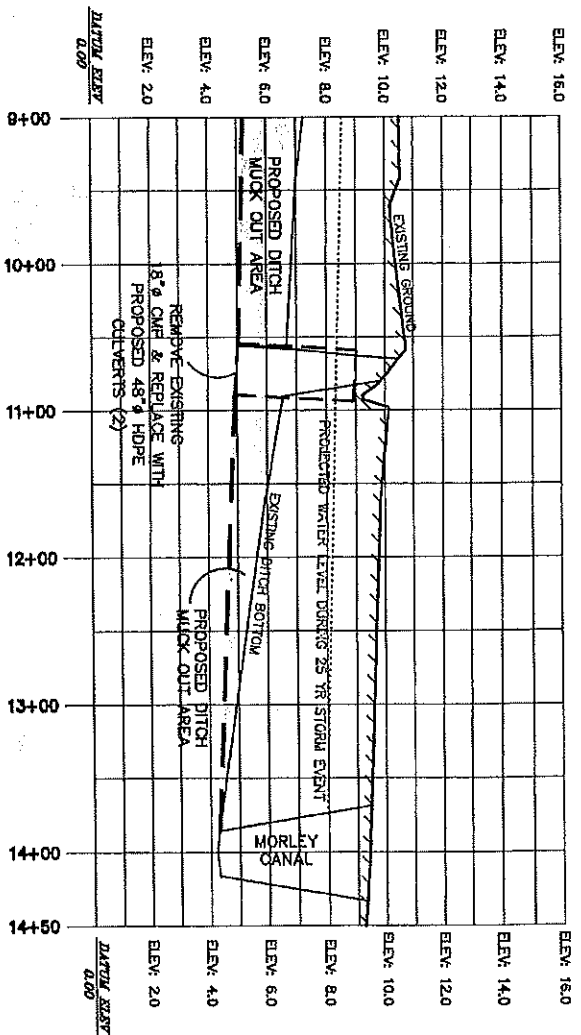 ELEV: 16.0
ELEV: 14.0
ELEV: 12.0
ELEV: 10.0
ELEV: 8.0
ELEV: 6.0
ELEV: 4.0
ELEV: 2.0
DATUM ELEV
0.00
9+00
10+00
11+00
12+00
13+00
14+00
14+50
EXISTING GROUND
PROPOSED DITCH
MUCK OUT AREA
REMOVE EXISTING
18"ø CMP & REPLACE WITH
PROPOSED 48"ø HDPE
CULVERTS (2)
PROJECTED WATER LEVEL DURING 25 YR STORM EVENT
EXISTING DITCH BOTTOM
PROPOSED DITCH
MUCK OUT AREA
MORLEY
CANAL
ELEV: 16.0
ELEV: 14.0
ELEV: 12.0
ELEV: 10.0
ELEV: 8.0
ELEV: 6.0
ELEV: 4.0
ELEV: 2.0
DATUM ELEV
0.00